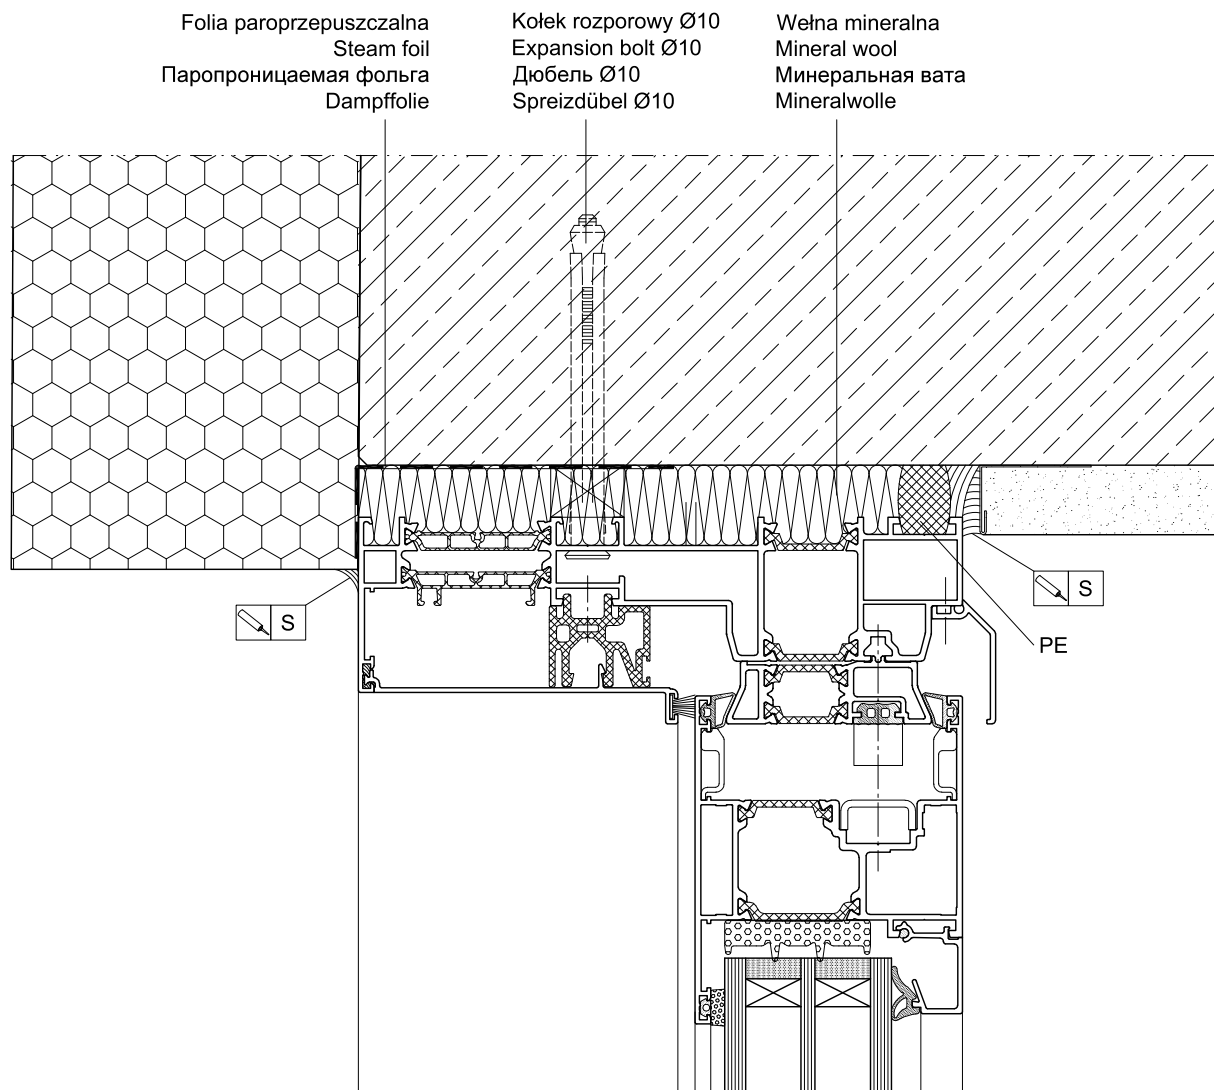 Folia paroprzepuszczalna
Steam foil
Паропроницаемая фольга
Dampffolie
Kołek rozporowy Ø10
Expansion bolt Ø10
Дюбель Ø10
Spreizdübel Ø10
Wełna mineralna
Mineral wool
Минеральная вата
Mineralwolle
S
S
PE